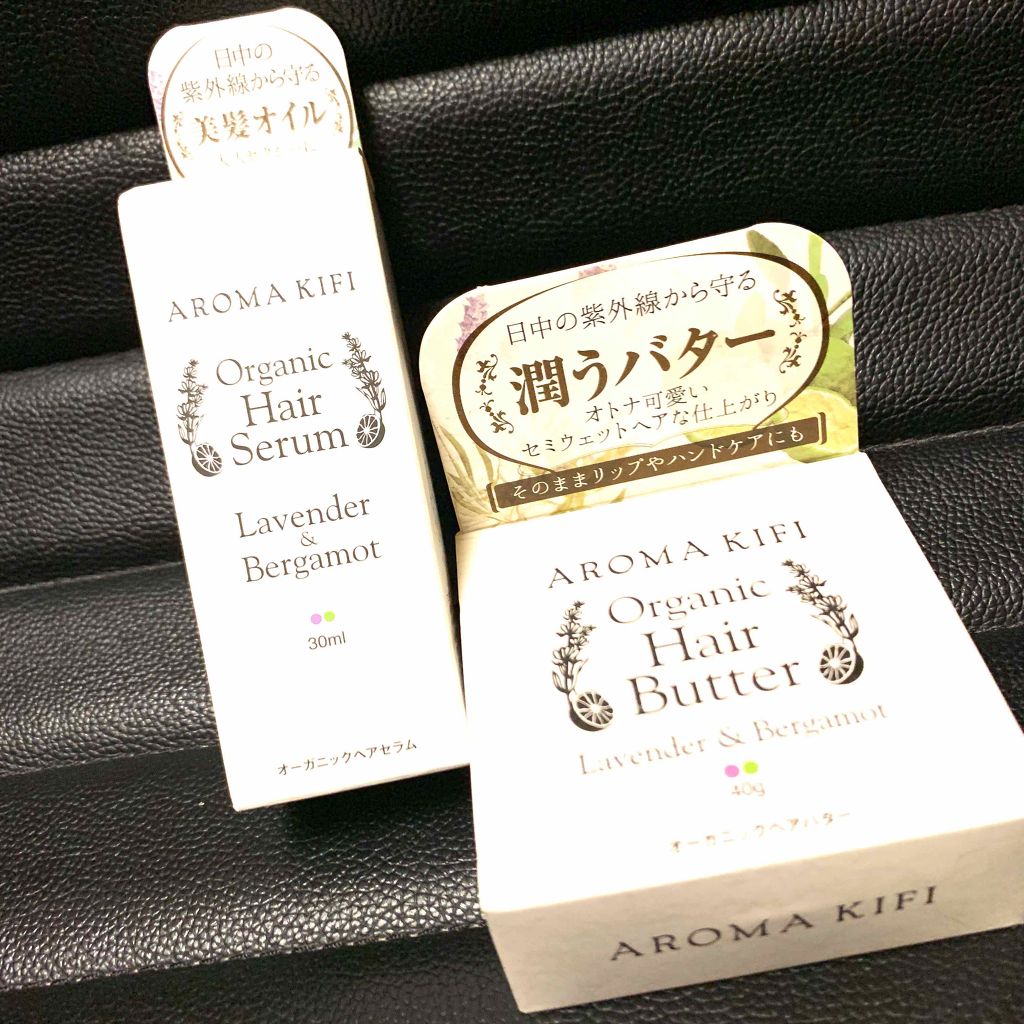 日中の
紫外線から守る
美髪オイル
AROMA KIFI
Organic
Hair
Serum
Lavender
&
Bergamot
30ml
オーガニックヘアセラム
日中の紫外線から守る
潤うバター
オトナ可愛い
セミウェットヘアな仕上がり
そのままリップやハンドケアにも
AROMA KIFI
Organic
Hair
Butter
Lavender & Bergamot
40g
オーガニックヘアバター
AROMA KIFI